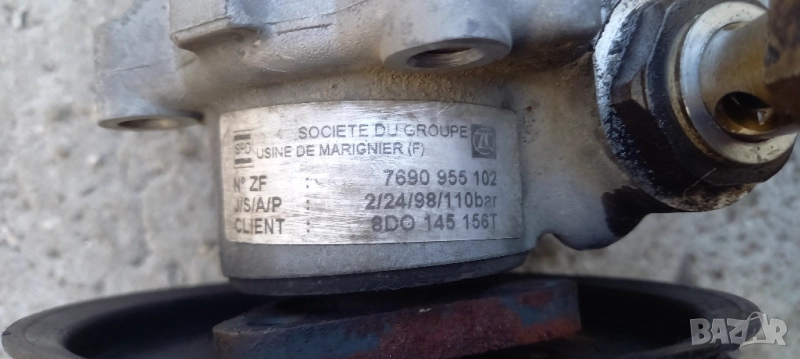 SPD SOCIETE DU GROUPE ZF
USINE DE MARIGNIER (F)
N° ZF : 7690 955 102
J/S/A/P : 2/24/98/110bar
CLIENT : 8DO 145 156T
BAZAR